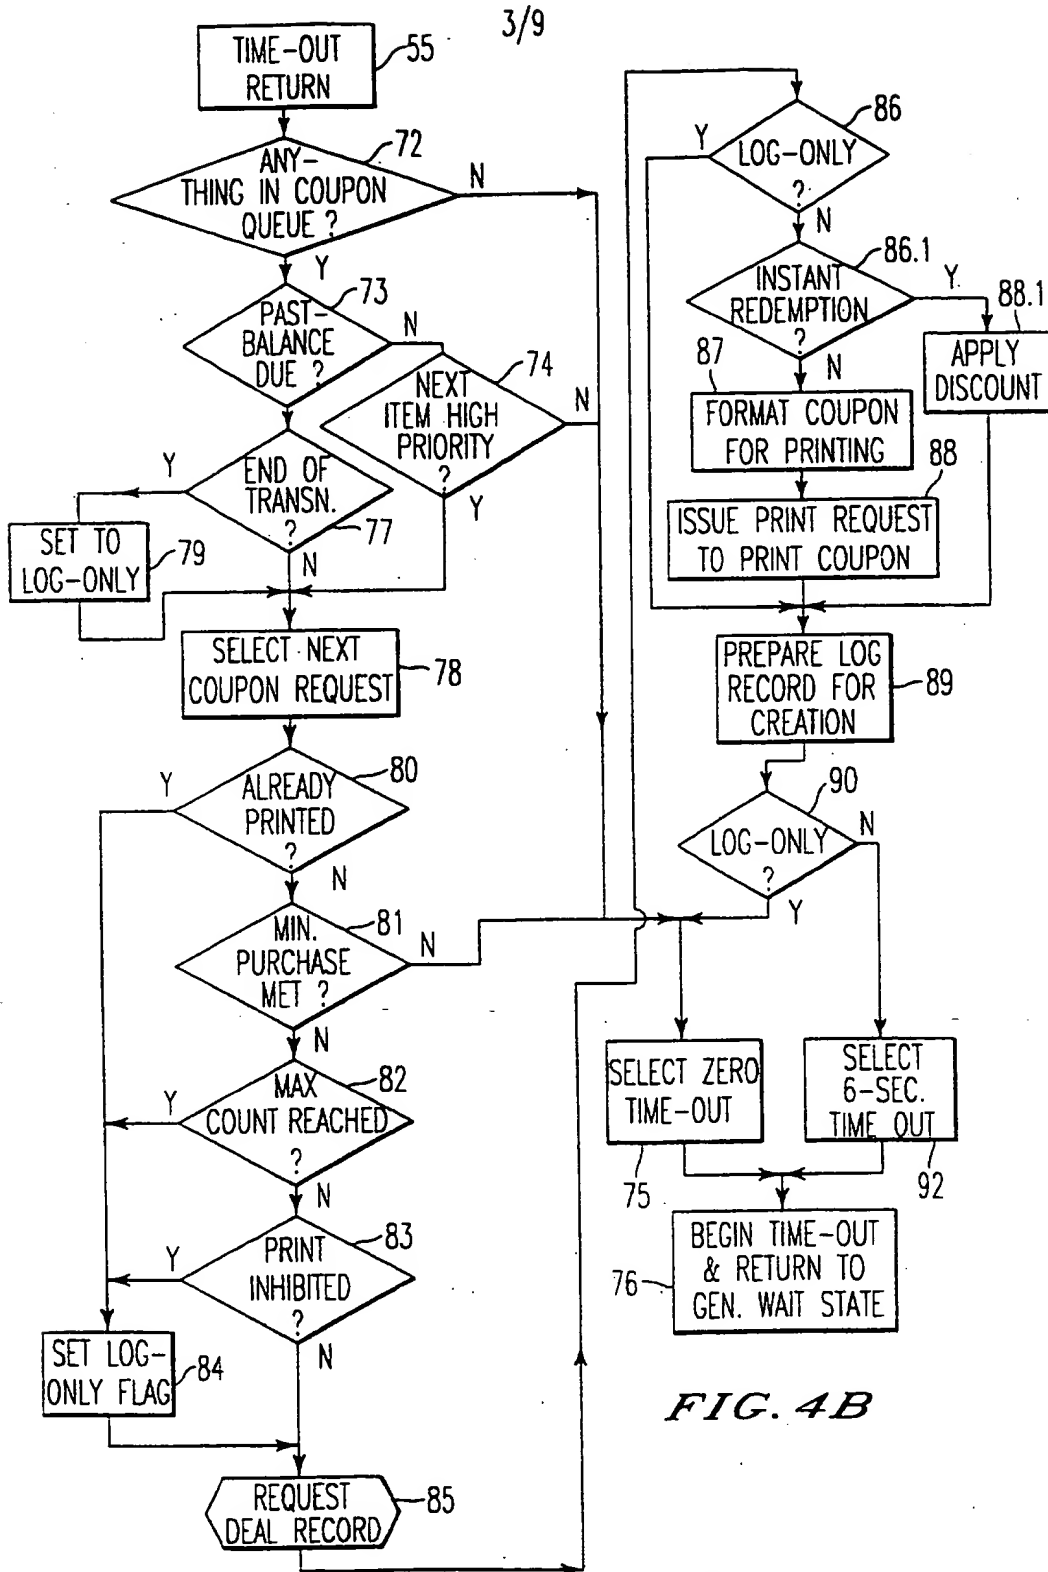 3/9
TIME-OUT
RETURN
55
ANY-
THING IN COUPON
QUEUE ?
72
N
Y
PAST-
BALANCE
DUE ?
73
N
NEXT
ITEM HIGH
PRIORITY
?
74
N
Y
END OF
TRANSN.
?
77
Y
N
SET TO
LOG-ONLY
79
SELECT NEXT
COUPON REQUEST
78
ALREADY
PRINTED
?
80
Y
N
MIN.
PURCHASE
MET ?
81
N
N
MAX
COUNT REACHED
?
82
Y
N
PRINT
INHIBITED
?
83
Y
N
SET LOG-
ONLY FLAG
84
REQUEST
DEAL RECORD
85
LOG-ONLY
?
86
Y
N
INSTANT
REDEMPTION
?
86.1
Y
N
88.1
APPLY
DISCOUNT
87
FORMAT COUPON
FOR PRINTING
88
ISSUE PRINT REQUEST
TO PRINT COUPON
PREPARE LOG
RECORD FOR
CREATION
89
LOG-ONLY
?
90
N
Y
SELECT ZERO
TIME-OUT
75
SELECT
6-SEC.
TIME OUT
92
BEGIN TIME-OUT
& RETURN TO
GEN. WAIT STATE
76
FIG. 4B